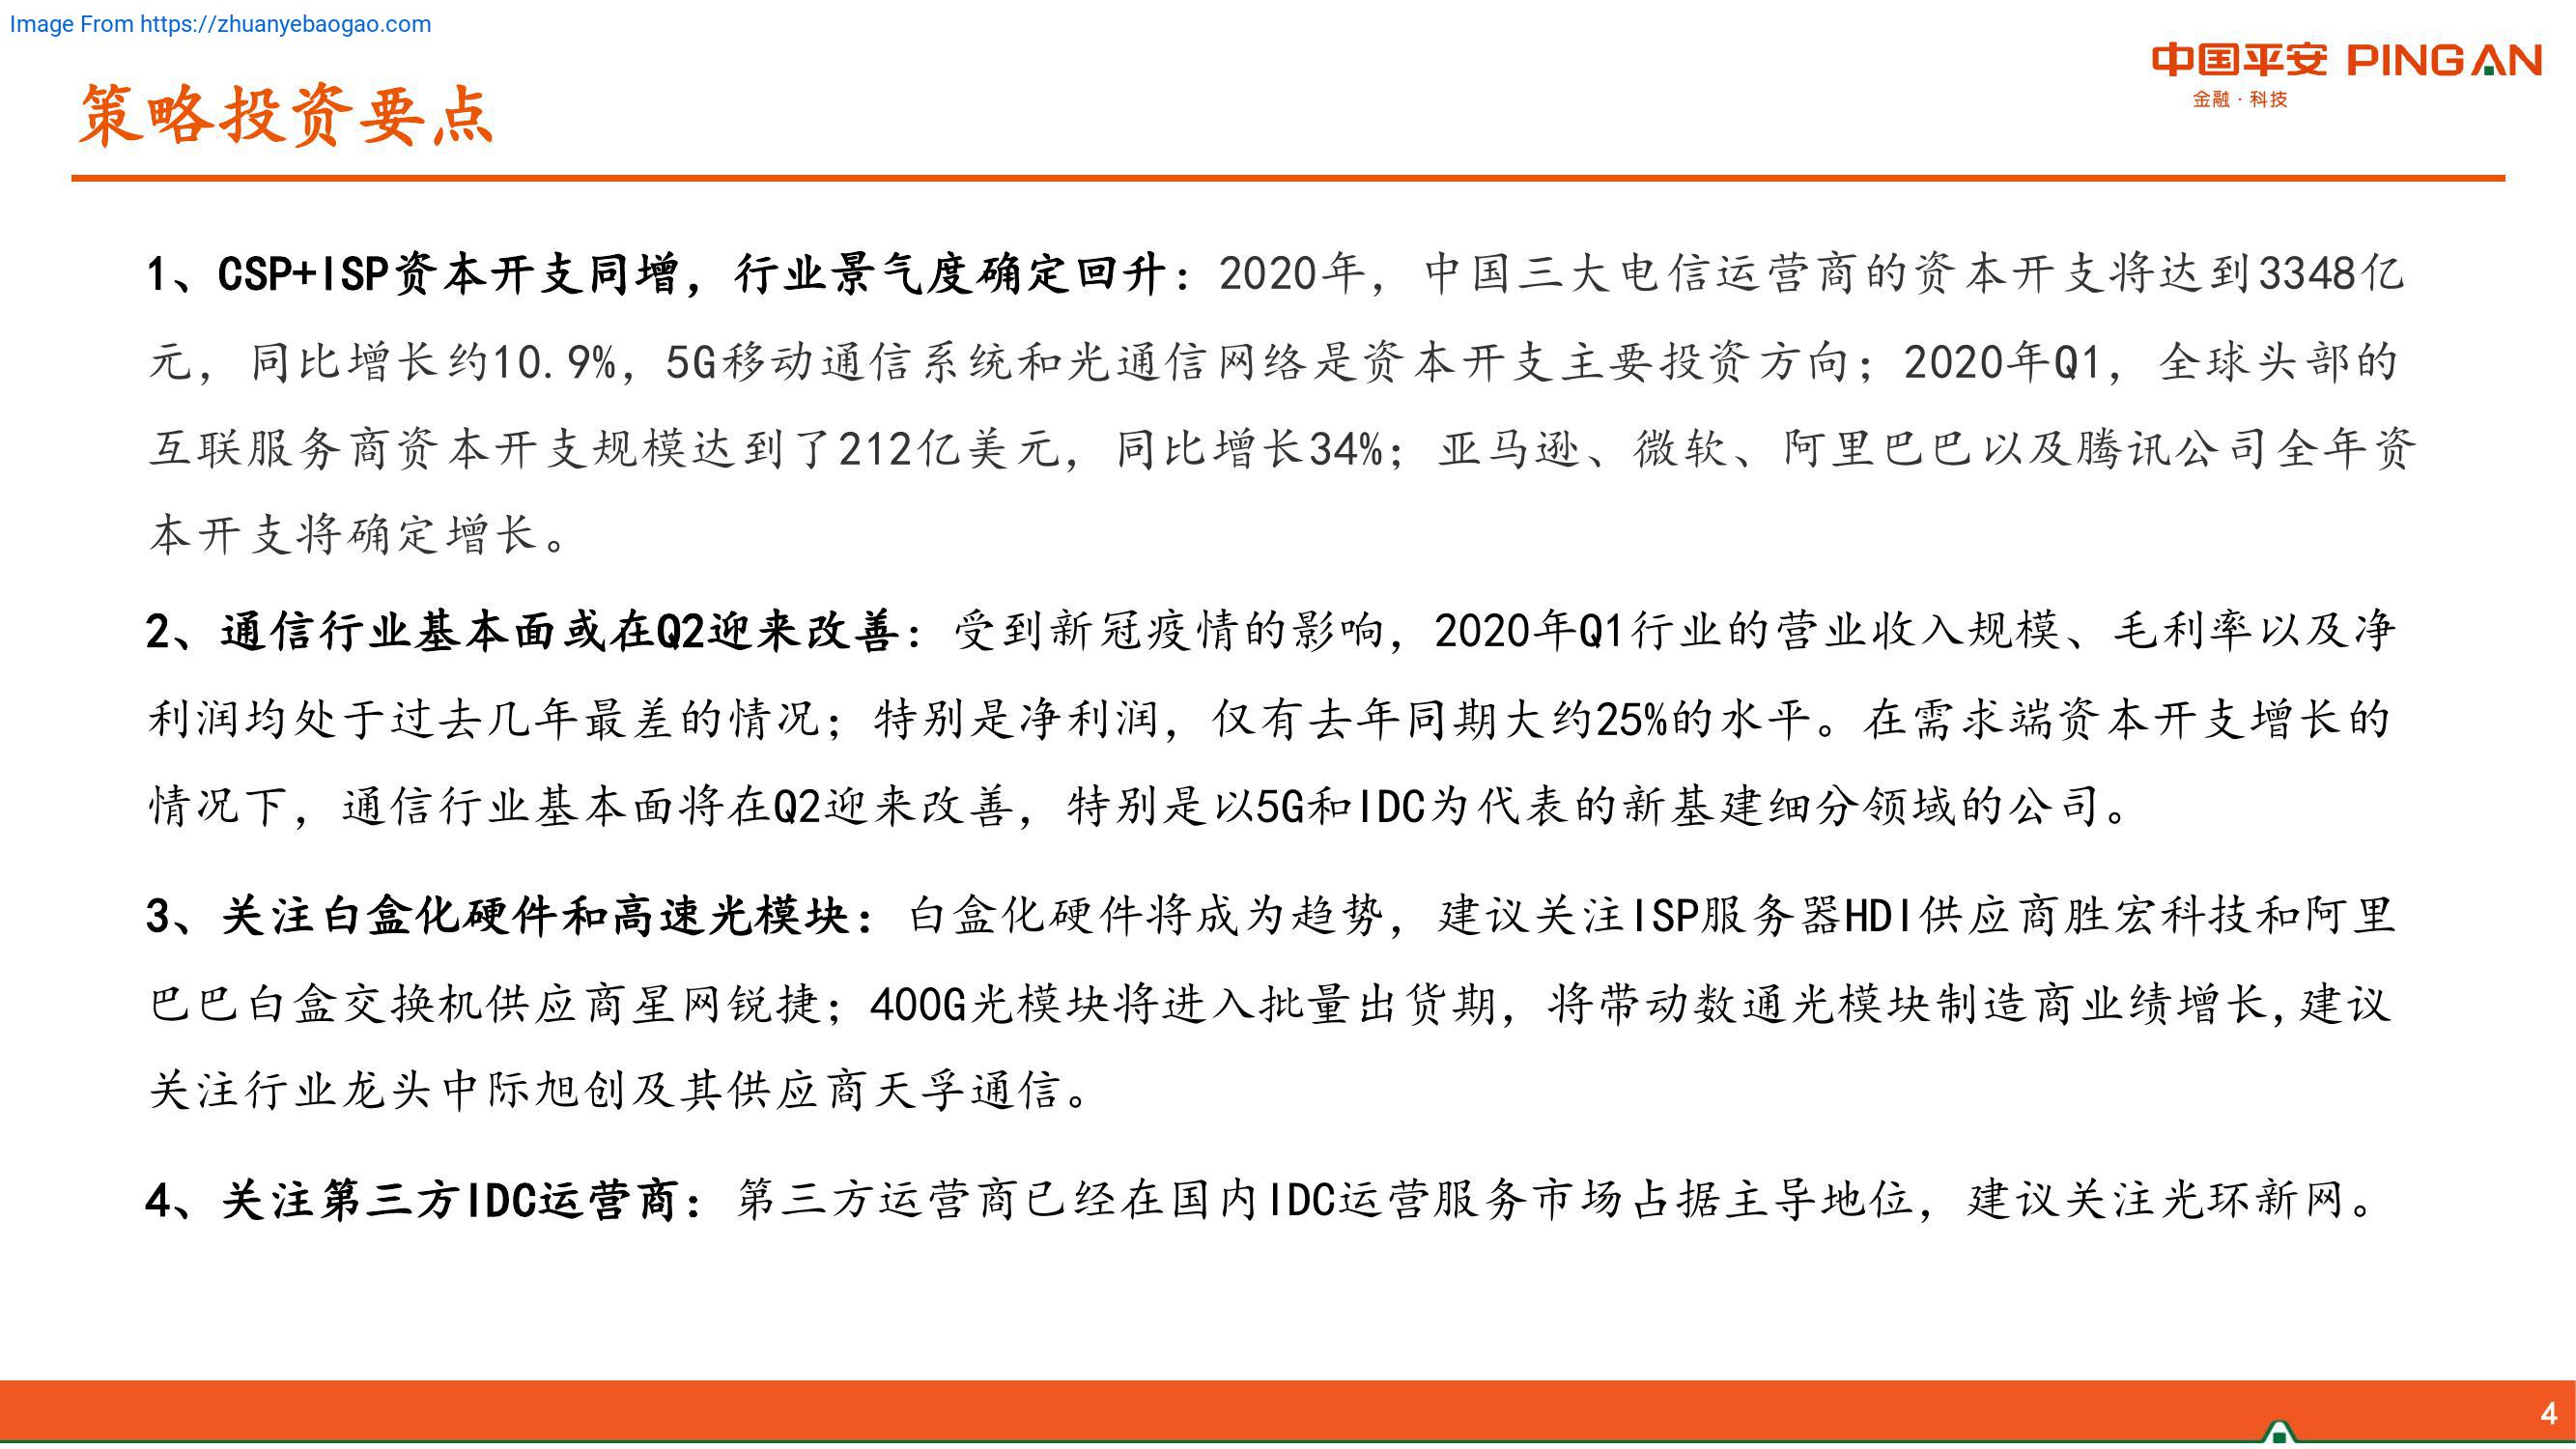 Image From https://zhuanyebaogao.com
中国平安 PINGAN
金融·科技
策略投资要点
1、CSP+ISP资本开支同增，行业景气度确定回升：2020年，中国三大电信运营商的资本开支将达到3348亿
元，同比增长约10.9%，5G移动通信系统和光通信网络是资本开支主要投资方向；2020年Q1，全球头部的
互联服务商资本开支规模达到了212亿美元，同比增长34%；亚马逊、微软、阿里巴巴以及腾讯公司全年资
本开支将确定增长。
2、通信行业基本面或在Q2迎来改善：受到新冠疫情的影响，2020年Q1行业的营业收入规模、毛利率以及净
利润均处于过去几年最差的情况；特别是净利润，仅有去年同期大约25%的水平。在需求端资本开支增长的
情况下，通信行业基本面将在Q2迎来改善，特别是以5G和IDC为代表的新基建细分领域的公司。
3、关注白盒化硬件和高速光模块：白盒化硬件将成为趋势，建议关注ISP服务器HDI供应商胜宏科技和阿里
巴巴白盒交换机供应商星网锐捷；400G光模块将进入批量出货期，将带动数通光模块制造商业绩增长,建议
关注行业龙头中际旭创及其供应商天孚通信。
4、关注第三方IDC运营商：第三方运营商已经在国内IDC运营服务市场占据主导地位，建议关注光环新网。
4